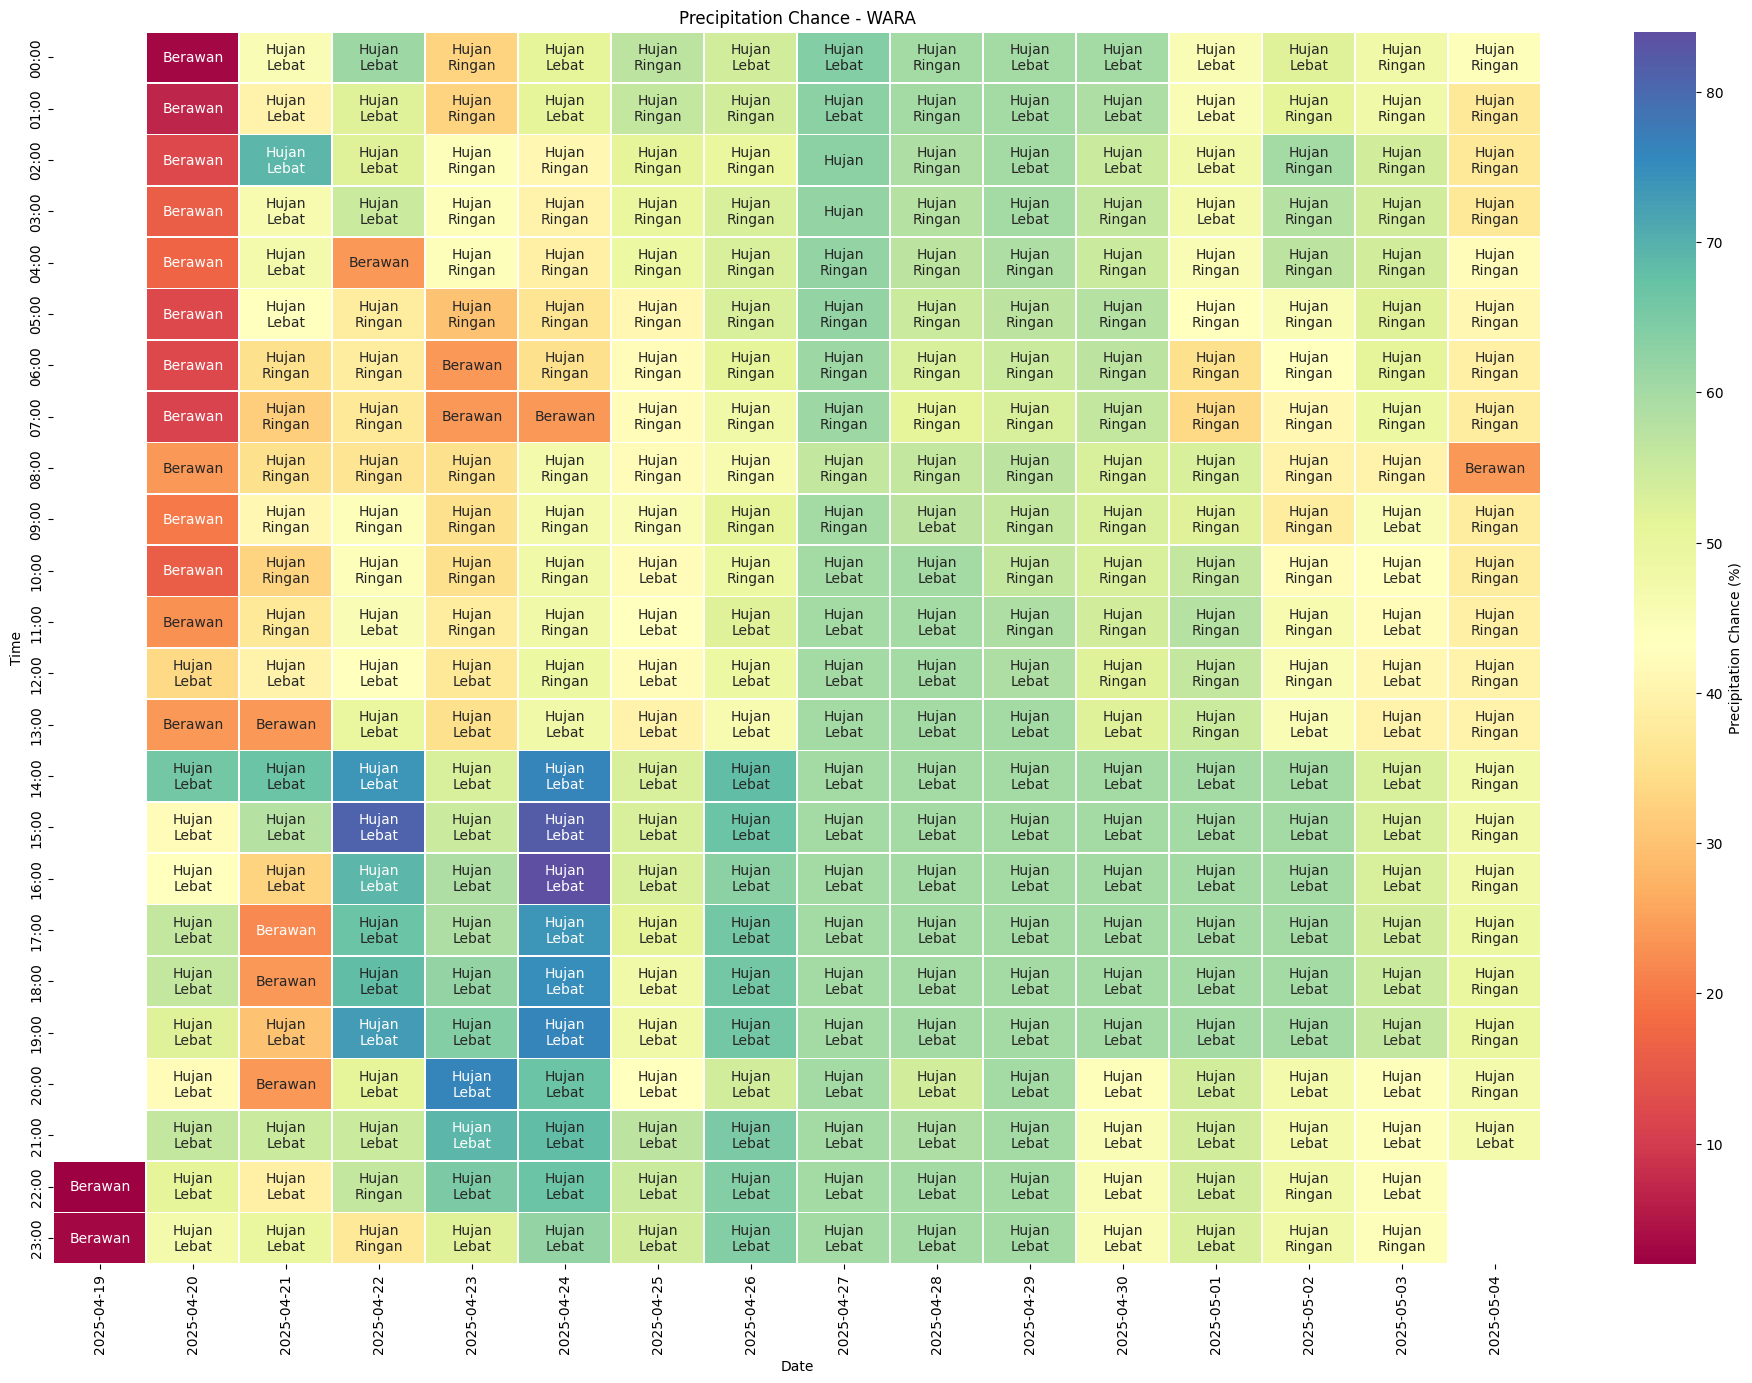 Precipitation Chance - WARA
00:00 Berawan Hujan Lebat Hujan Lebat Hujan Ringan Hujan Lebat Hujan Ringan Hujan Lebat Hujan Lebat Hujan Ringan Hujan Lebat Hujan Lebat Hujan Lebat Hujan Lebat Hujan Ringan Hujan Ringan
01:00 Berawan Hujan Lebat Hujan Lebat Hujan Ringan Hujan Lebat Hujan Ringan Hujan Ringan Hujan Lebat Hujan Ringan Hujan Lebat Hujan Lebat Hujan Lebat Hujan Ringan Hujan Ringan Hujan Ringan
02:00 Berawan Hujan Lebat Hujan Lebat Hujan Ringan Hujan Ringan Hujan Ringan Hujan Ringan Hujan Hujan Ringan Hujan Lebat Hujan Lebat Hujan Lebat Hujan Ringan Hujan Ringan Hujan Ringan
03:00 Berawan Hujan Lebat Hujan Lebat Hujan Ringan Hujan Ringan Hujan Ringan Hujan Ringan Hujan Hujan Ringan Hujan Lebat Hujan Ringan Hujan Lebat Hujan Ringan Hujan Ringan Hujan Ringan
04:00 Berawan Hujan Lebat Berawan Hujan Ringan Hujan Ringan Hujan Ringan Hujan Ringan Hujan Ringan Hujan Ringan Hujan Ringan Hujan Ringan Hujan Ringan Hujan Ringan Hujan Ringan Hujan Ringan
05:00 Berawan Hujan Lebat Hujan Ringan Hujan Ringan Hujan Ringan Hujan Ringan Hujan Ringan Hujan Ringan Hujan Ringan Hujan Ringan Hujan Ringan Hujan Ringan Hujan Ringan Hujan Ringan Hujan Ringan
06:00 Berawan Hujan Ringan Hujan Ringan Berawan Hujan Ringan Hujan Ringan Hujan Ringan Hujan Ringan Hujan Ringan Hujan Ringan Hujan Ringan Hujan Ringan Hujan Ringan Hujan Ringan Hujan Ringan
07:00 Berawan Hujan Ringan Hujan Ringan Berawan Berawan Hujan Ringan Hujan Ringan Hujan Ringan Hujan Ringan Hujan Ringan Hujan Ringan Hujan Ringan Hujan Ringan Hujan Ringan Hujan Ringan
08:00 Berawan Hujan Ringan Hujan Ringan Hujan Ringan Hujan Ringan Hujan Ringan Hujan Ringan Hujan Ringan Hujan Ringan Hujan Ringan Hujan Ringan Hujan Ringan Hujan Ringan Hujan Ringan Berawan
09:00 Berawan Hujan Ringan Hujan Ringan Hujan Ringan Hujan Ringan Hujan Ringan Hujan Ringan Hujan Ringan Hujan Lebat Hujan Ringan Hujan Ringan Hujan Ringan Hujan Ringan Hujan Lebat Hujan Ringan
10:00 Berawan Hujan Ringan Hujan Ringan Hujan Ringan Hujan Ringan Hujan Lebat Hujan Ringan Hujan Lebat Hujan Lebat Hujan Ringan Hujan Ringan Hujan Ringan Hujan Ringan Hujan Lebat Hujan Ringan
11:00 Berawan Hujan Ringan Hujan Lebat Hujan Ringan Hujan Ringan Hujan Lebat Hujan Lebat Hujan Lebat Hujan Lebat Hujan Ringan Hujan Ringan Hujan Ringan Hujan Ringan Hujan Lebat Hujan Ringan
12:00 Hujan Lebat Hujan Lebat Hujan Lebat Hujan Lebat Hujan Ringan Hujan Lebat Hujan Lebat Hujan Lebat Hujan Lebat Hujan Lebat Hujan Ringan Hujan Ringan Hujan Ringan Hujan Lebat Hujan Ringan
13:00 Berawan Berawan Hujan Lebat Hujan Lebat Hujan Lebat Hujan Lebat Hujan Lebat Hujan Lebat Hujan Lebat Hujan Lebat Hujan Lebat Hujan Ringan Hujan Lebat Hujan Lebat Hujan Ringan
14:00 Hujan Lebat Hujan Lebat Hujan Lebat Hujan Lebat Hujan Lebat Hujan Lebat Hujan Lebat Hujan Lebat Hujan Lebat Hujan Lebat Hujan Lebat Hujan Lebat Hujan Lebat Hujan Lebat Hujan Ringan
15:00 Hujan Lebat Hujan Lebat Hujan Lebat Hujan Lebat Hujan Lebat Hujan Lebat Hujan Lebat Hujan Lebat Hujan Lebat Hujan Lebat Hujan Lebat Hujan Lebat Hujan Lebat Hujan Lebat Hujan Ringan
16:00 Hujan Lebat Hujan Lebat Hujan Lebat Hujan Lebat Hujan Lebat Hujan Lebat Hujan Lebat Hujan Lebat Hujan Lebat Hujan Lebat Hujan Lebat Hujan Lebat Hujan Lebat Hujan Lebat Hujan Ringan
17:00 Hujan Lebat Berawan Hujan Lebat Hujan Lebat Hujan Lebat Hujan Lebat Hujan Lebat Hujan Lebat Hujan Lebat Hujan Lebat Hujan Lebat Hujan Lebat Hujan Lebat Hujan Lebat Hujan Ringan
18:00 Hujan Lebat Berawan Hujan Lebat Hujan Lebat Hujan Lebat Hujan Lebat Hujan Lebat Hujan Lebat Hujan Lebat Hujan Lebat Hujan Lebat Hujan Lebat Hujan Lebat Hujan Lebat Hujan Ringan
19:00 Hujan Lebat Hujan Lebat Hujan Lebat Hujan Lebat Hujan Lebat Hujan Lebat Hujan Lebat Hujan Lebat Hujan Lebat Hujan Lebat Hujan Lebat Hujan Lebat Hujan Lebat Hujan Lebat Hujan Ringan
20:00 Hujan Lebat Berawan Hujan Lebat Hujan Lebat Hujan Lebat Hujan Lebat Hujan Lebat Hujan Lebat Hujan Lebat Hujan Lebat Hujan Lebat Hujan Lebat Hujan Lebat Hujan Lebat Hujan Ringan
21:00 Hujan Lebat Hujan Lebat Hujan Lebat Hujan Lebat Hujan Lebat Hujan Lebat Hujan Lebat Hujan Lebat Hujan Lebat Hujan Lebat Hujan Lebat Hujan Lebat Hujan Lebat Hujan Lebat Hujan Lebat
22:00 Berawan Hujan Lebat Hujan Lebat Hujan Ringan Hujan Lebat Hujan Lebat Hujan Lebat Hujan Lebat Hujan Lebat Hujan Lebat Hujan Lebat Hujan Lebat Hujan Lebat Hujan Ringan Hujan Lebat
23:00 Berawan Hujan Lebat Hujan Lebat Hujan Ringan Hujan Lebat Hujan Lebat Hujan Lebat Hujan Lebat Hujan Lebat Hujan Lebat Hujan Lebat Hujan Lebat Hujan Lebat Hujan Ringan Hujan Ringan
Time
2025-04-19
2025-04-20
2025-04-21
2025-04-22
2025-04-23
2025-04-24
2025-04-25
2025-04-26
2025-04-27
2025-04-28
2025-04-29
2025-04-30
2025-05-01
2025-05-02
2025-05-03
2025-05-04
Date
80
70
60
50
40
30
20
10
Precipitation Chance (%)